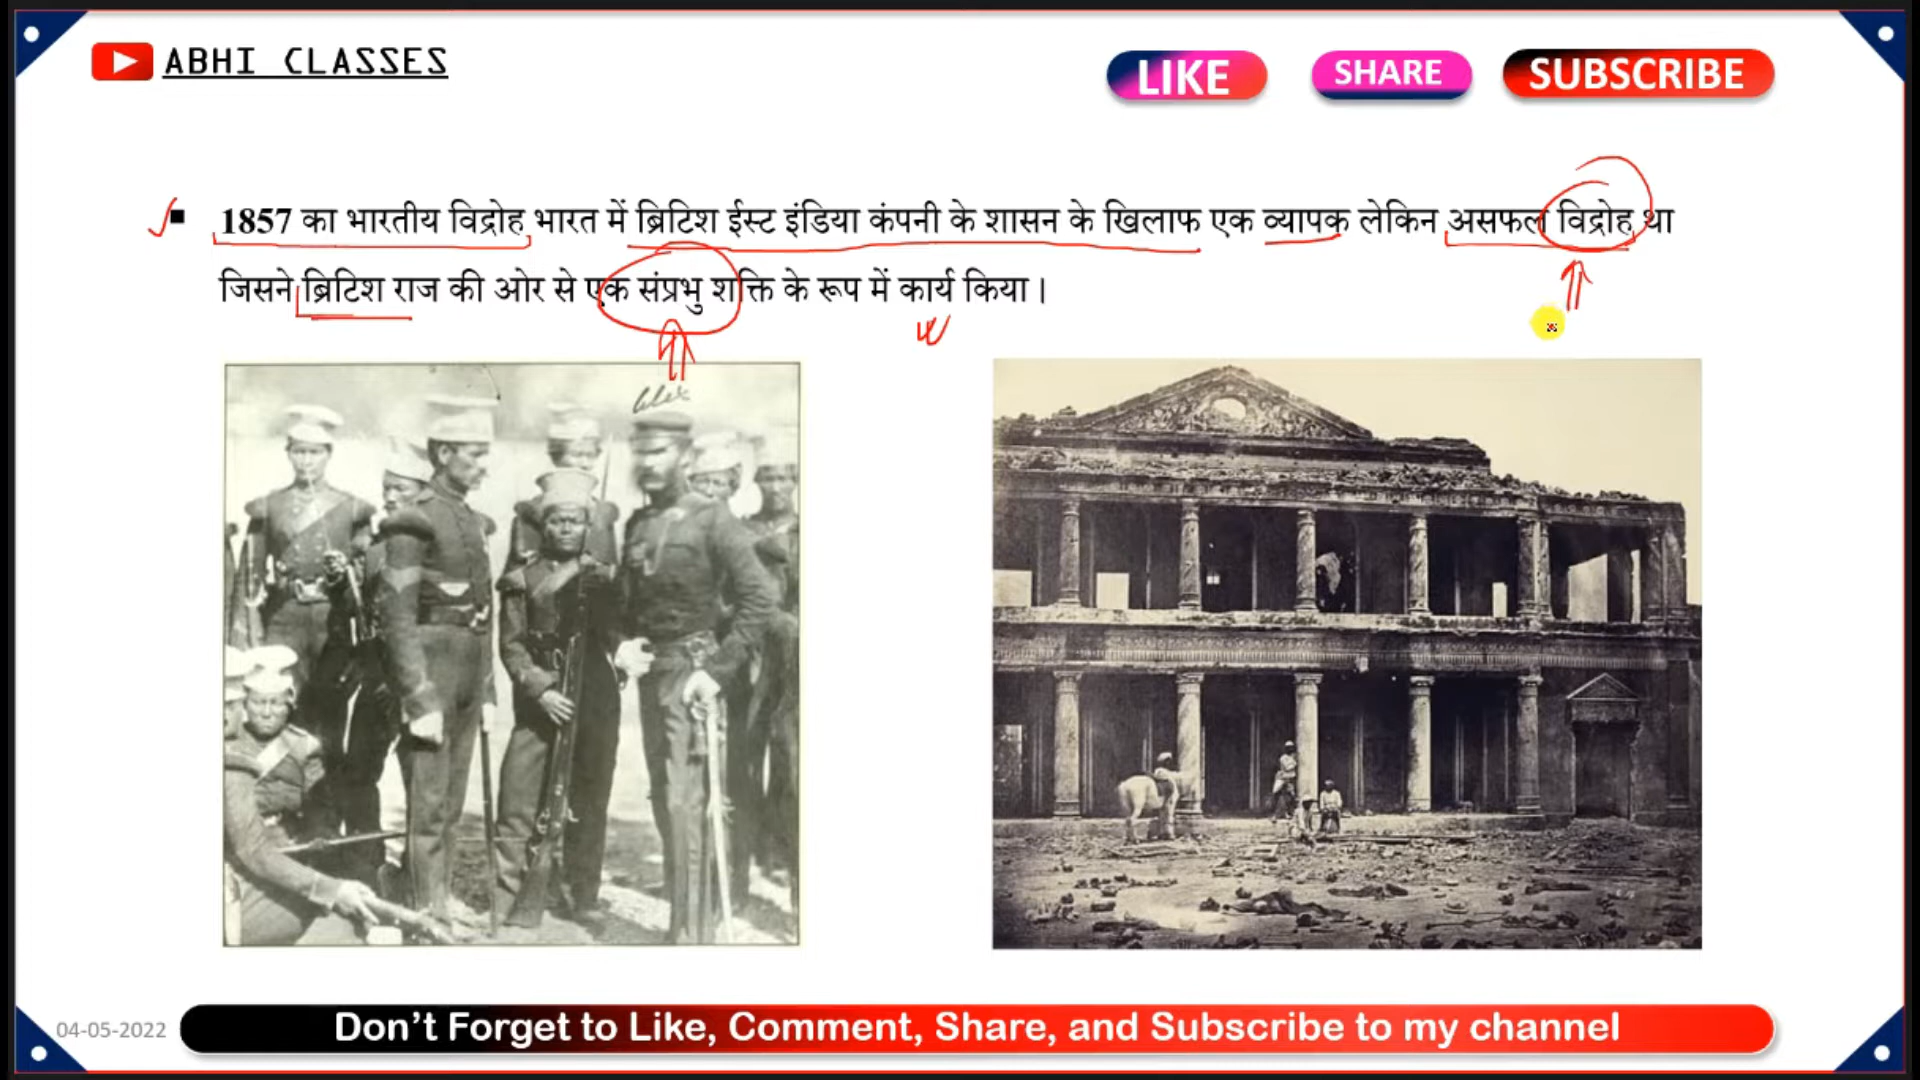 ABHI CLASSES
LIKE
SHARE
SUBSCRIBE
1857 का भारतीय विद्रोह भारत में ब्रिटिश ईस्ट इंडिया कंपनी के शासन के खिलाफ एक व्यापक लेकिन असफल विद्रोह था
जिसने ब्रिटिश राज की ओर से एक संप्रभु शक्ति के रूप में कार्य किया।
04-05-2022
Don't Forget to Like, Comment, Share, and Subscribe to my channel